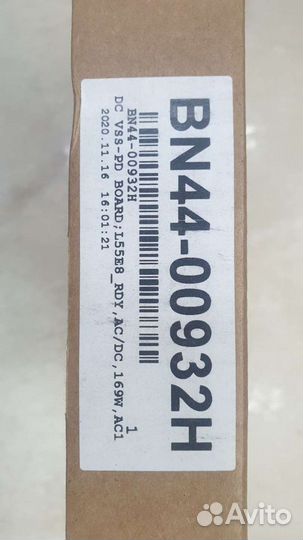 BN44-00932H
BN44-00932H
DC VSS-PD BOARD;L55E8_RDY,AC/DC,169W,AC1
2020.11.16 16:01:21
1
Avito